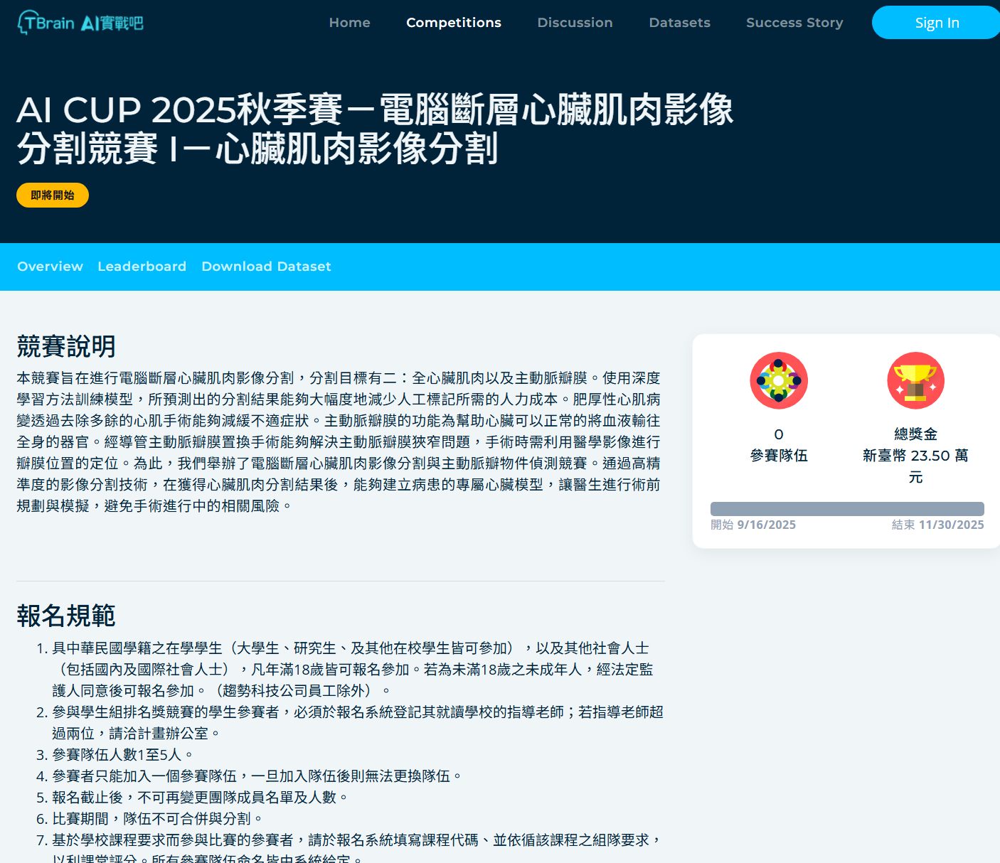 TBrain AI實戰吧
Home Competitions Discussion Datasets Success Story Sign In
AI CUP 2025秋季賽－電腦斷層心臟肌肉影像
分割競賽 I－心臟肌肉影像分割
即將開始
Overview Leaderboard Download Dataset
競賽說明
本競賽旨在進行電腦斷層心臟肌肉影像分割，分割目標有二：全心臟肌肉以及主動脈瓣膜。使用深度
學習方法訓練模型，所預測出的分割結果能夠大幅度地減少人工標記所需的人力成本。肥厚性心肌病
變透過去除多餘的心肌手術能夠減緩不適症狀。主動脈瓣膜的功能為幫助心臟可以正常的將血液輸往
全身的器官。經導管主動脈瓣膜置換手術能夠解決主動脈瓣膜狹窄問題，手術時需利用醫學影像進行
瓣膜位置的定位。為此，我們舉辦了電腦斷層心臟肌肉影像分割與主動脈瓣物件偵測競賽。通過高精
準度的影像分割技術，在獲得心臟肌肉分割結果後，能夠建立病患的專屬心臟模型，讓醫生進行術前
規劃與模擬，避免手術進行中的相關風險。
0
參賽隊伍
總獎金
新臺幣 23.50 萬
元
開始 9/16/2025
結束 11/30/2025
報名規範
1. 具中華民國學籍之在學學生（大學生、研究生、及其他在校學生皆可參加），以及其他社會人士
（包括國內及國際社會人士），凡年滿18歲皆可報名參加。若為未滿18歲之未成年人，經法定監
護人同意後可報名參加。（趨勢科技公司員工除外）。
2. 參與學生組排名獎競賽的學生參賽者，必須於報名系統登記其就讀學校的指導老師；若指導老師超
過兩位，請洽計畫辦公室。
3. 參賽隊伍人數1至5人。
4. 參賽者只能加入一個參賽隊伍，一旦加入隊伍後則無法更換隊伍。
5. 報名截止後，不可再變更團隊成員名單及人數。
6. 比賽期間，隊伍不可合併與分割。
7. 基於學校課程要求而參與比賽的參賽者，請於報名系統填寫課程代碼、並依循該課程之組隊要求，
以利課堂評分。所有參賽隊伍命名皆由系統給定。